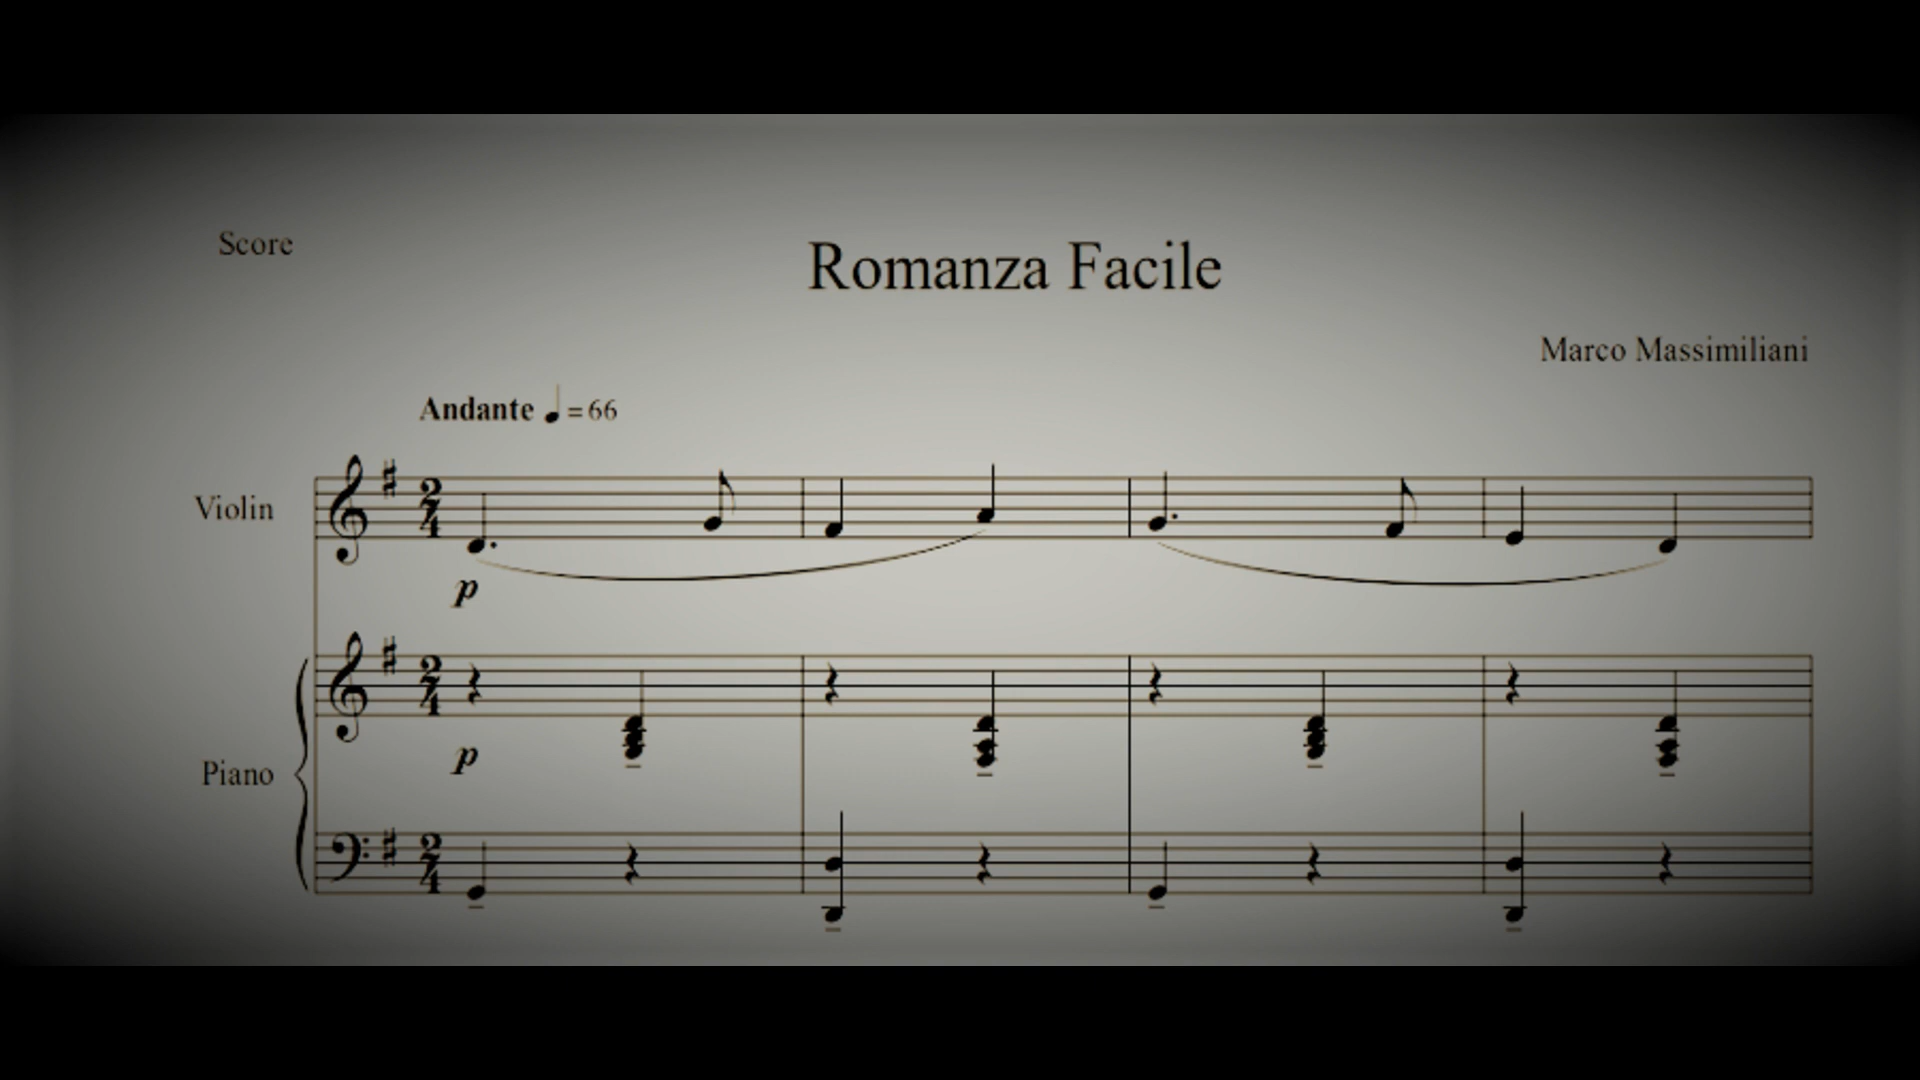 Score
Romanza Facile
Marco Massimiliani
Andante ♩ = 66
Violin
p
Piano
p